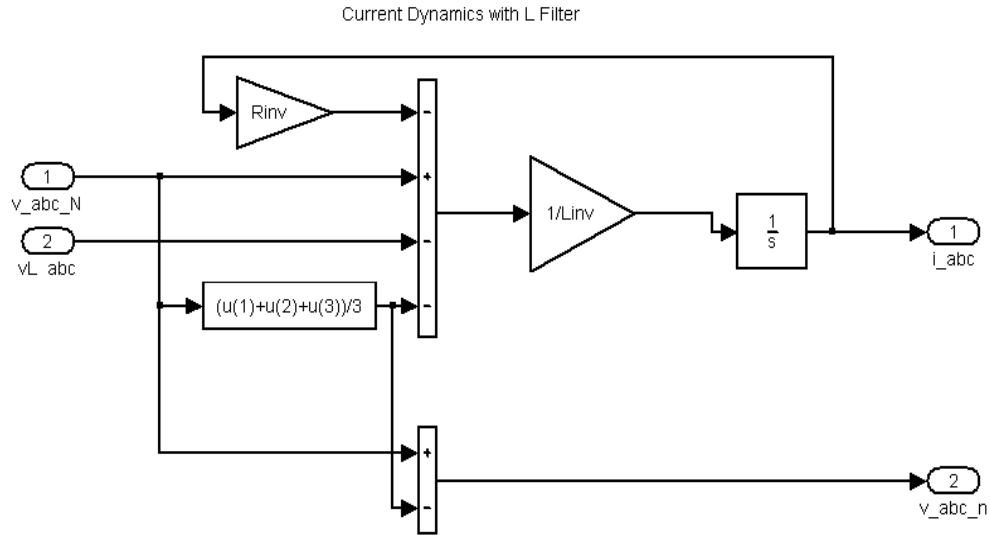 Current Dynamics with L Filter
Rinv
-
1
v_abc_N
+
2
vL_abc
-
(u(1)+u(2)+u(3))/3
-
1/Linv
1
s
1
i_abc
+
-
2
v_abc_n